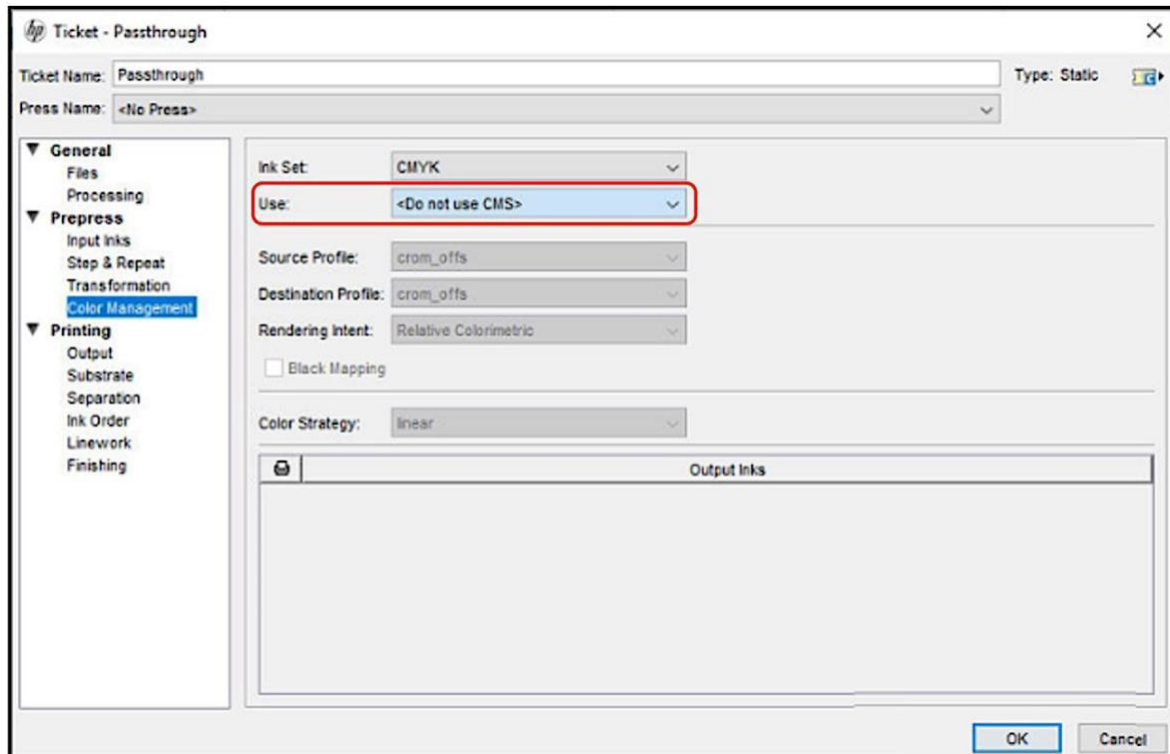 hp Ticket - Passthrough
Ticket Name: Passthrough Type: Static
Press Name: <No Press>
General
Files
Processing
Prepress
Input Inks
Step & Repeat
Transformation
Color Management
Printing
Output
Substrate
Separation
Ink Order
Linework
Finishing
Ink Set: CMYK
Use: <Do not use CMS>
Source Profile: crom_offs
Destination Profile: crom_offs
Rendering Intent: Relative Colorimetric
Black Mapping
Color Strategy: linear
Output Inks
OK Cancel